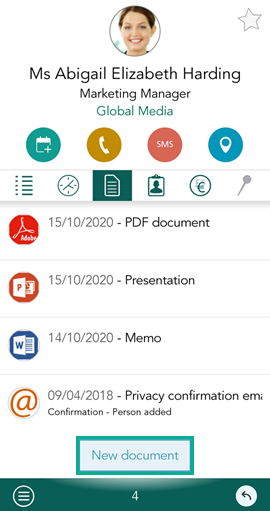 Ms Abigail Elizabeth Harding
Marketing Manager
Global Media
SMS
15/10/2020 - PDF document
Adobe
15/10/2020 - Presentation
P
14/10/2020 - Memo
W
09/04/2018 - Privacy confirmation ema
Confirmation - Person added
New document
4